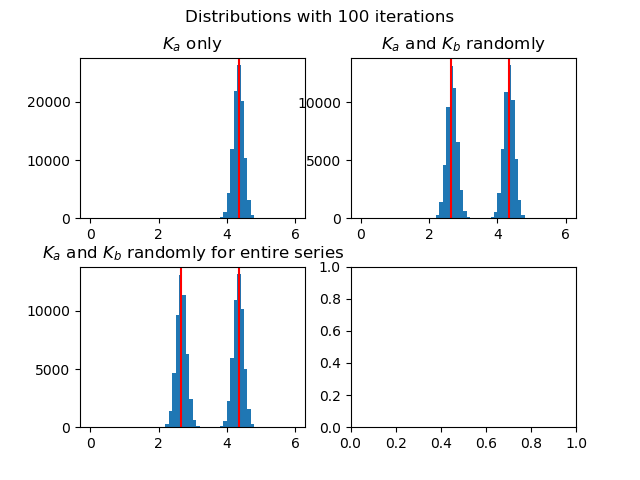 Distributions with 100 iterations
K_a only
20000
10000
0
0 2 4 6
K_a and K_b randomly
10000
5000
0
0 2 4 6
K_a and K_b randomly for entire series
10000
5000
0
0 2 4 6
1.0
0.8
0.6
0.4
0.2
0.0
0.0 0.2 0.4 0.6 0.8 1.0